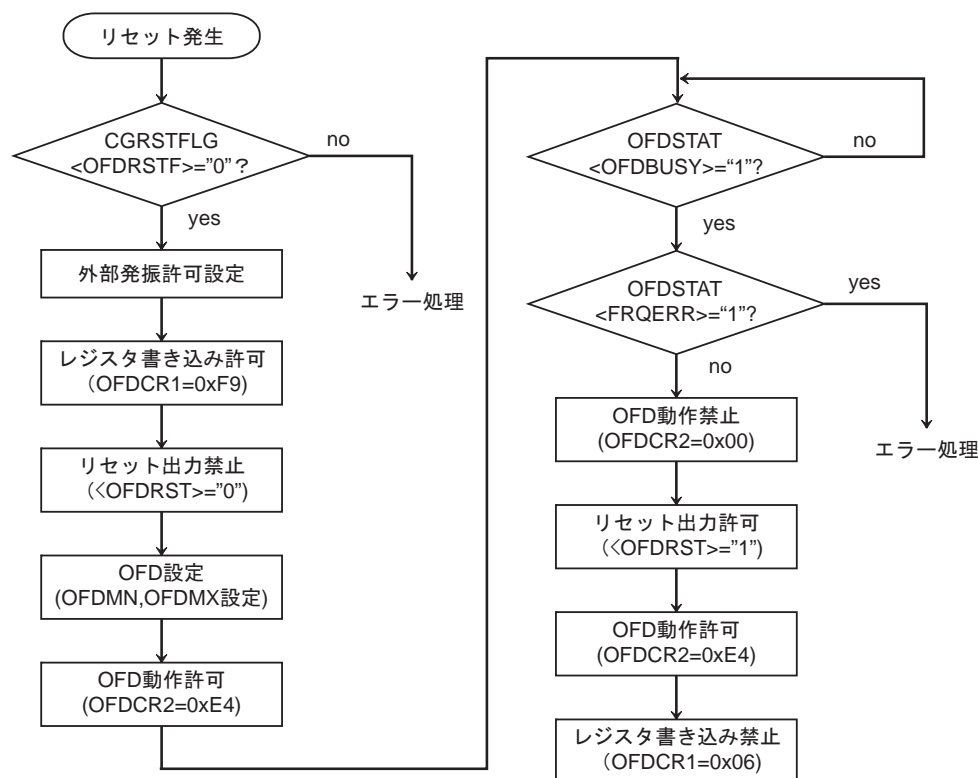 リセット発生
CGRSTFLG
<OFDRSTF>="0"?
no
yes
外部発振許可設定
エラー処理
レジスタ書き込み許可
(OFDCR1=0xF9)
リセット出力禁止
(<OFDRST>="0")
OFD設定
(OFDMN,OFDMX設定)
OFD動作許可
(OFDCR2=0xE4)
OFDSTAT
<OFDBUSY>="1"?
no
yes
OFDSTAT
<FRQERR>="1"?
yes
no
エラー処理
OFD動作禁止
(OFDCR2=0x00)
リセット出力許可
(<OFDRST>="1")
OFD動作許可
(OFDCR2=0xE4)
レジスタ書き込み禁止
(OFDCR1=0x06)